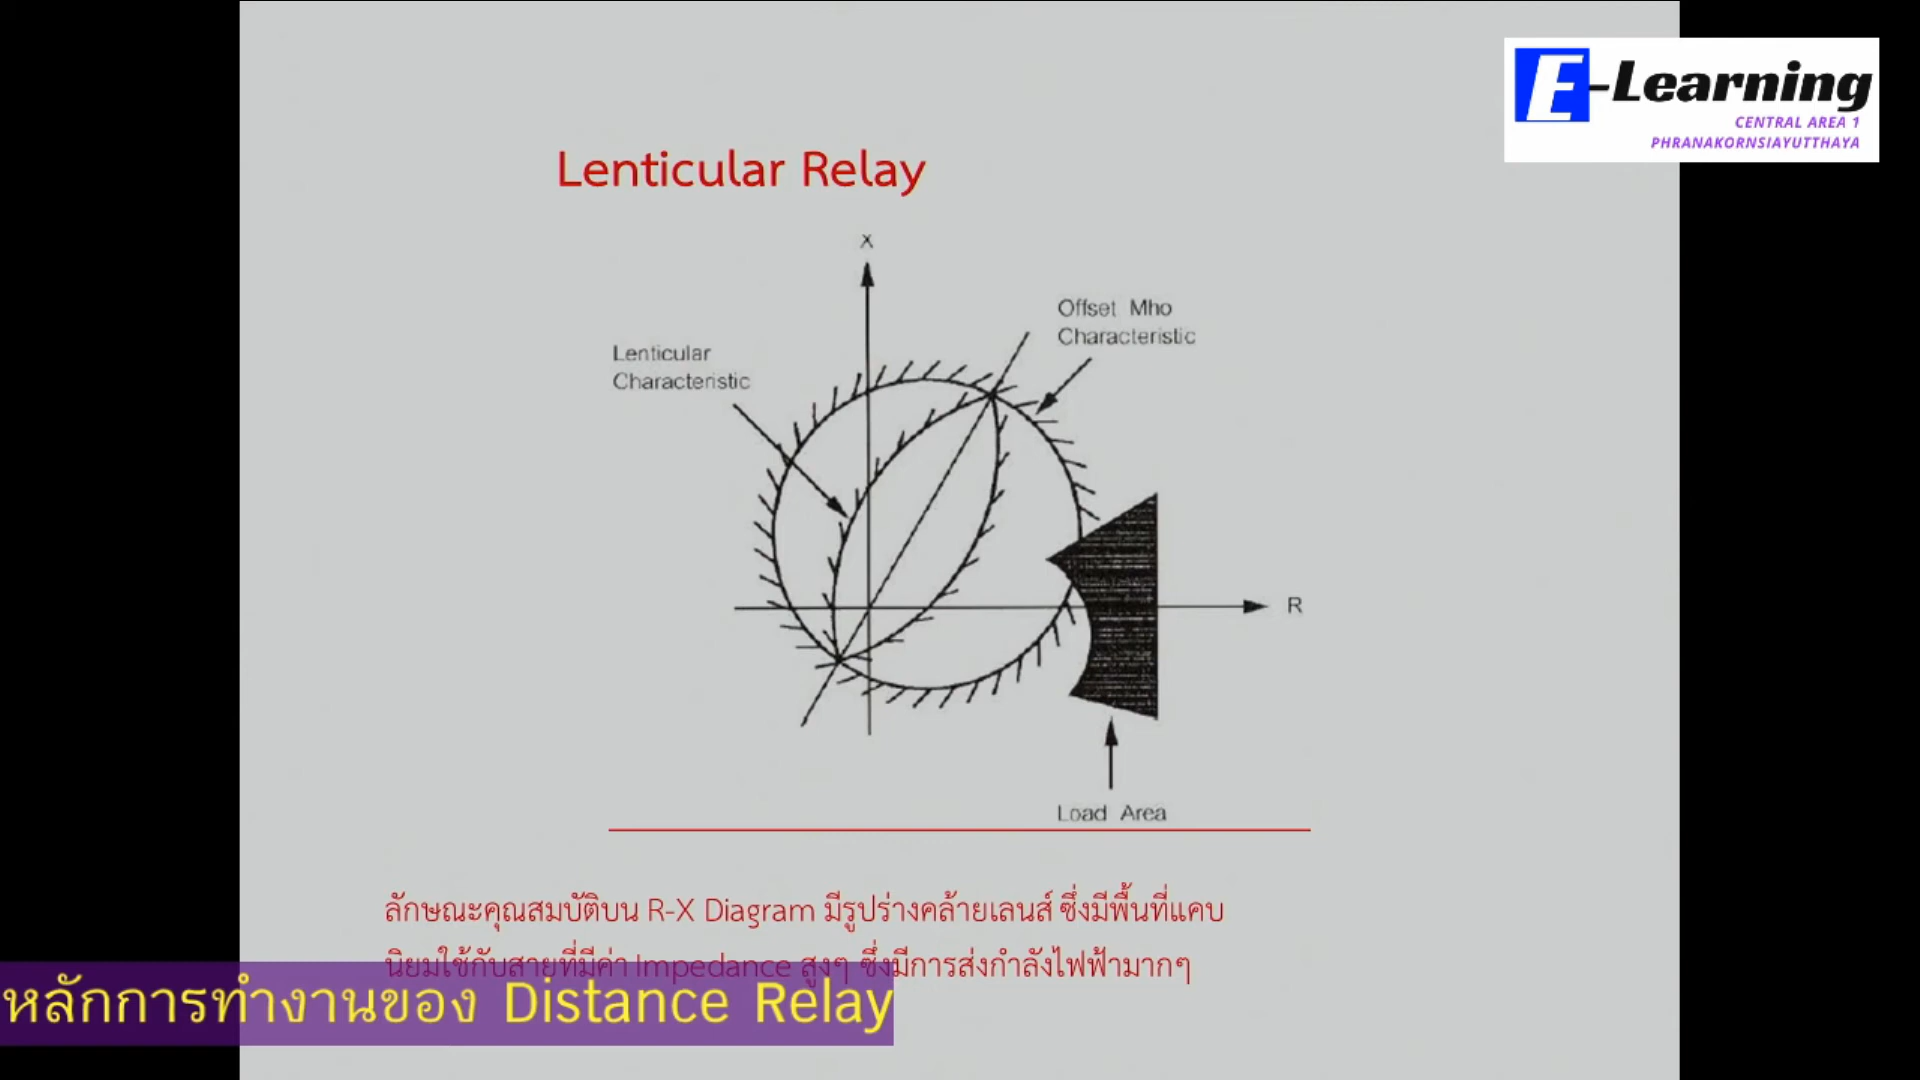 E-Learning
CENTRAL AREA 1
PHRANAKORNSIAYUTTHAYA
Lenticular Relay
X
Offset Mho
Characteristic
Lenticular
Characteristic
R
Load Area
ลักษณะคุณสมบัติบน R-X Diagram มีรูปร่างคล้ายเลนส์ ซึ่งมีพื้นที่แคบ
นิยมใช้กับสายที่มีค่า Impedance สูงๆ ซึ่งมีการส่งกำลังไฟฟ้ามากๆ
หลักการทำงานของ Distance Relay